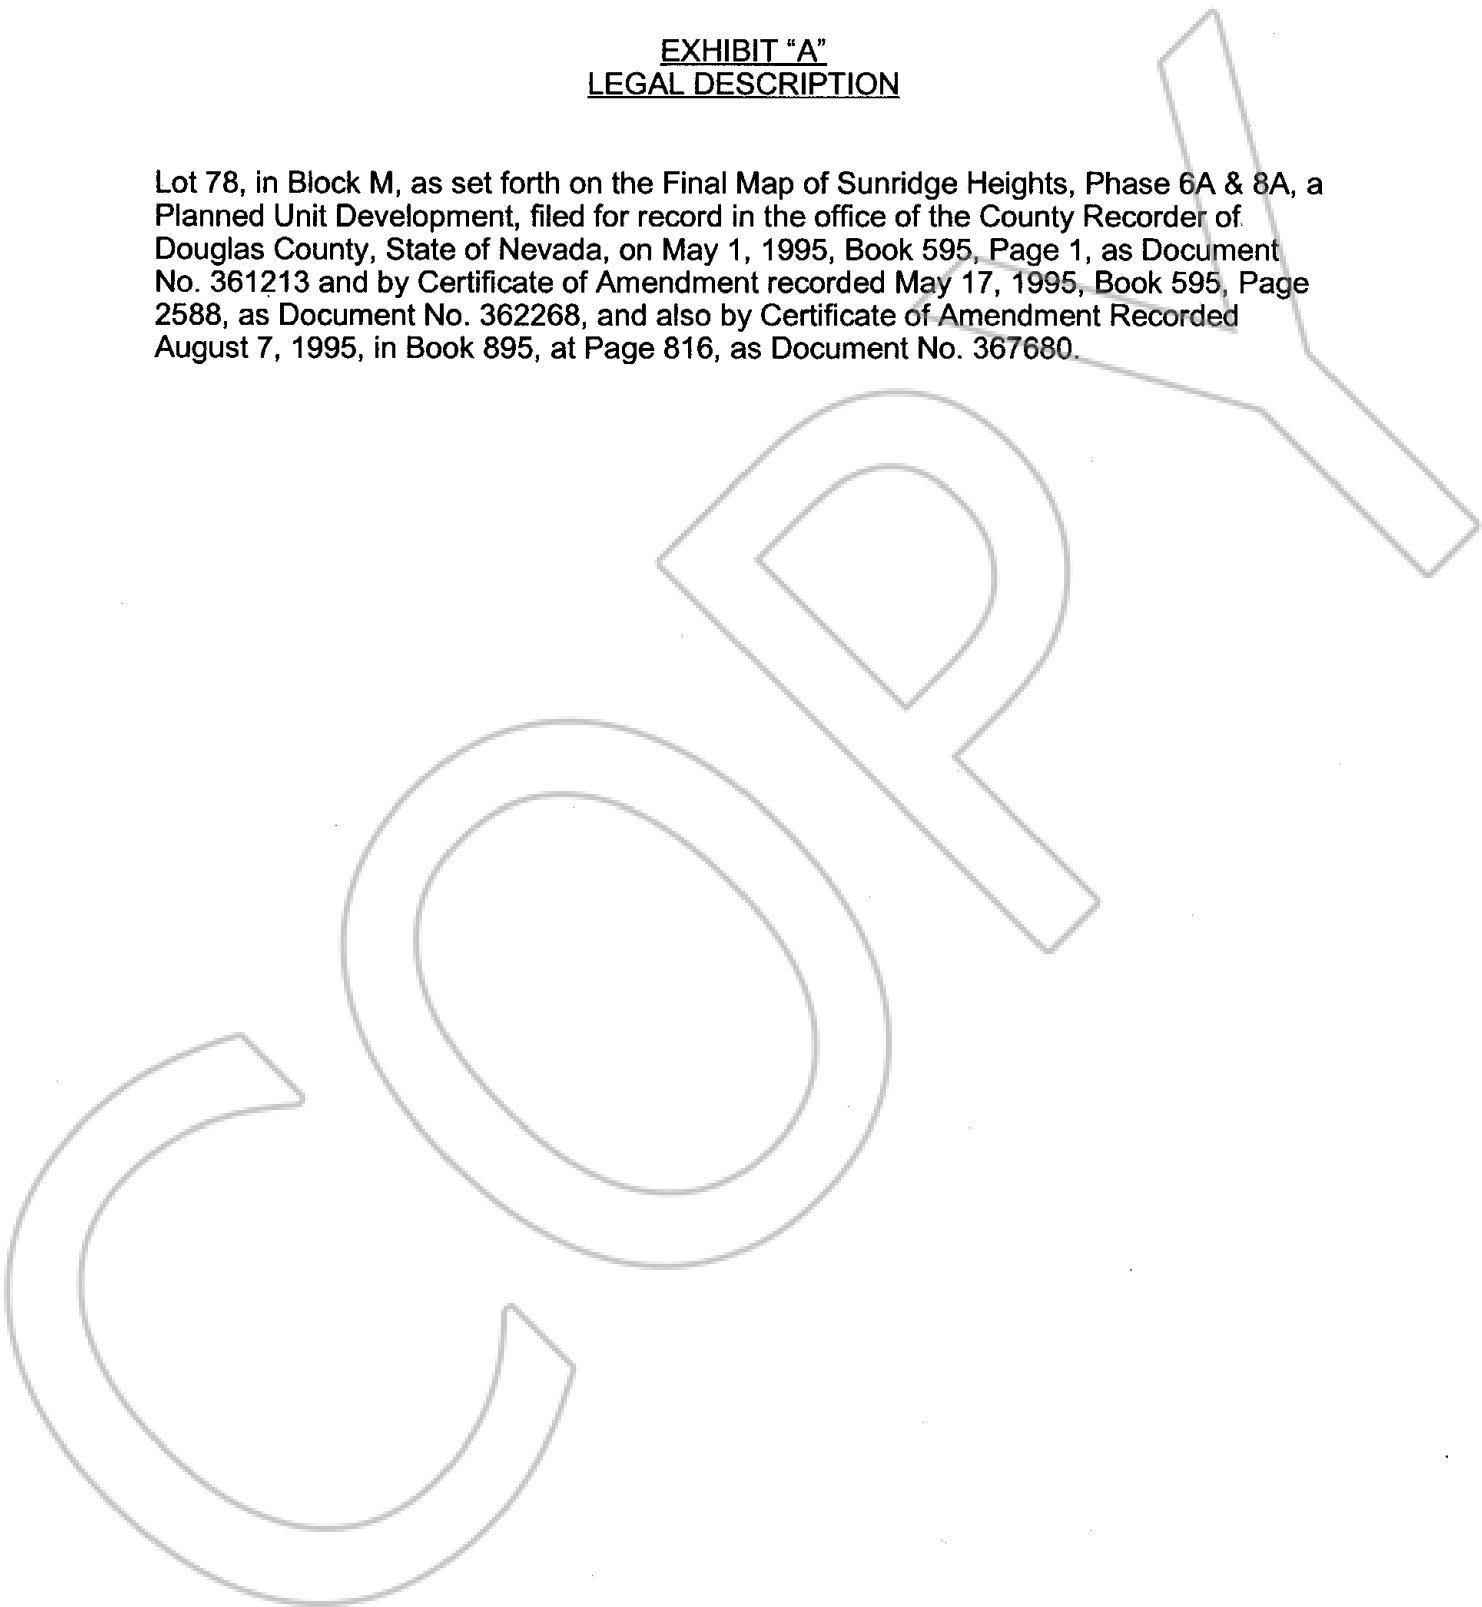 EXHIBIT “A”
LEGAL DESCRIPTION
Lot 78, in Block M, as set forth on the Final Map of Sunridge Heights, Phase 6A & 8A, a
Planned Unit Development, filed for record in the office of the County Recorder of
Douglas County, State of Nevada, on May 1, 1995, Book 595, Page 1, as Document
No. 361213 and by Certificate of Amendment recorded May 17, 1995, Book 595, Page
2588, as Document No. 362268, and also by Certificate of Amendment Recorded
August 7, 1995, in Book 895, at Page 816, as Document No. 367680.
COPY